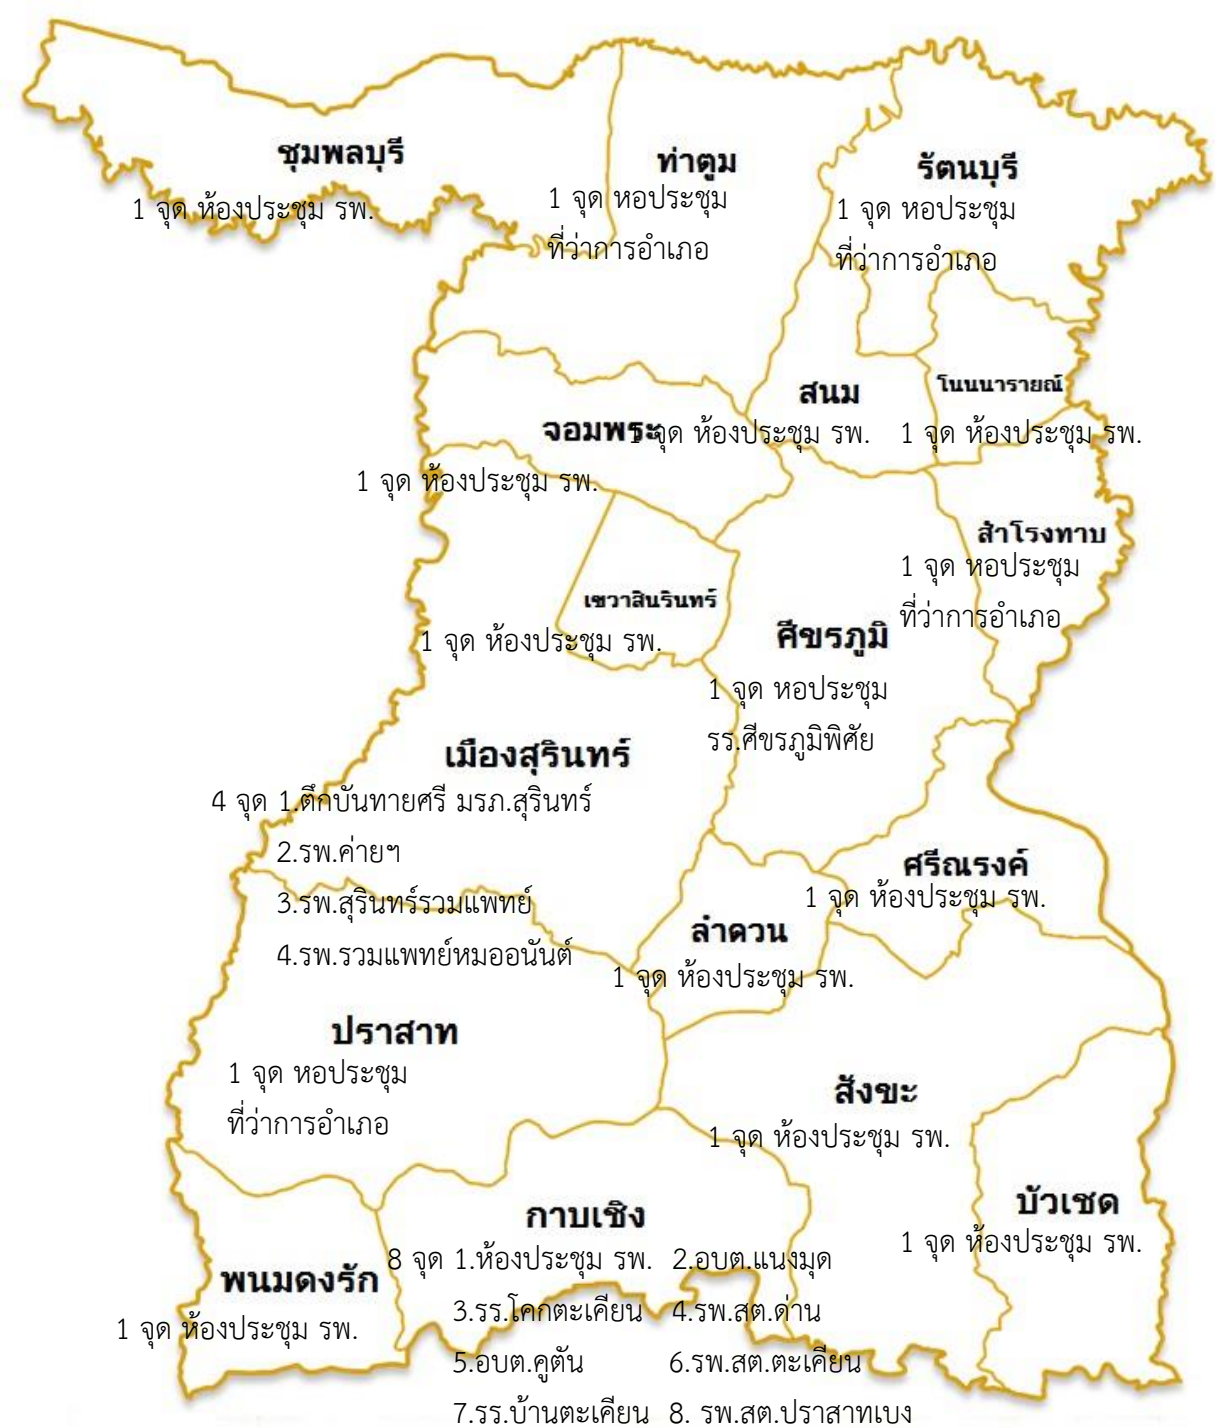 ชุมพลบุรี
1 จุด ห้องประชุม รพ.
ท่าตูม
1 จุด หอประชุม
ที่ว่าการอำเภอ
รัตนบุรี
1 จุด หอประชุม
ที่ว่าการอำเภอ
สนม
1 จุด ห้องประชุม รพ.
โนนนารายณ์
1 จุด ห้องประชุม รพ.
จอมพระ
1 จุด ห้องประชุม รพ.
สำโรงทาบ
1 จุด หอประชุม
ที่ว่าการอำเภอ
เขวาสินรินทร์
1 จุด ห้องประชุม รพ.
ศีขรภูมิ
1 จุด หอประชุม
รร.ศีขรภูมิพิศัย
เมืองสุรินทร์
4 จุด 1.ตึกบันทายศรี มรภ.สุรินทร์
2.รพ.ค่ายฯ
3.รพ.สุรินทร์รวมแพทย์
4.รพ.รวมแพทย์หมออนันต์
ศรีณรงค์
1 จุด ห้องประชุม รพ.
ลำดวน
1 จุด ห้องประชุม รพ.
ปราสาท
1 จุด หอประชุม
ที่ว่าการอำเภอ
สังขะ
1 จุด ห้องประชุม รพ.
บัวเชด
1 จุด ห้องประชุม รพ.
กาบเชิง
8 จุด 1.ห้องประชุม รพ. 2.อบต.แนงมุด
3.รร.โคกตะเคียน 4.รพ.สต.ด่าน
5.อบต.คูตัน 6.รพ.สต.ตะเคียน
7.รร.บ้านตะเคียน 8. รพ.สต.ปราสาทเบง
พนมดงรัก
1 จุด ห้องประชุม รพ.